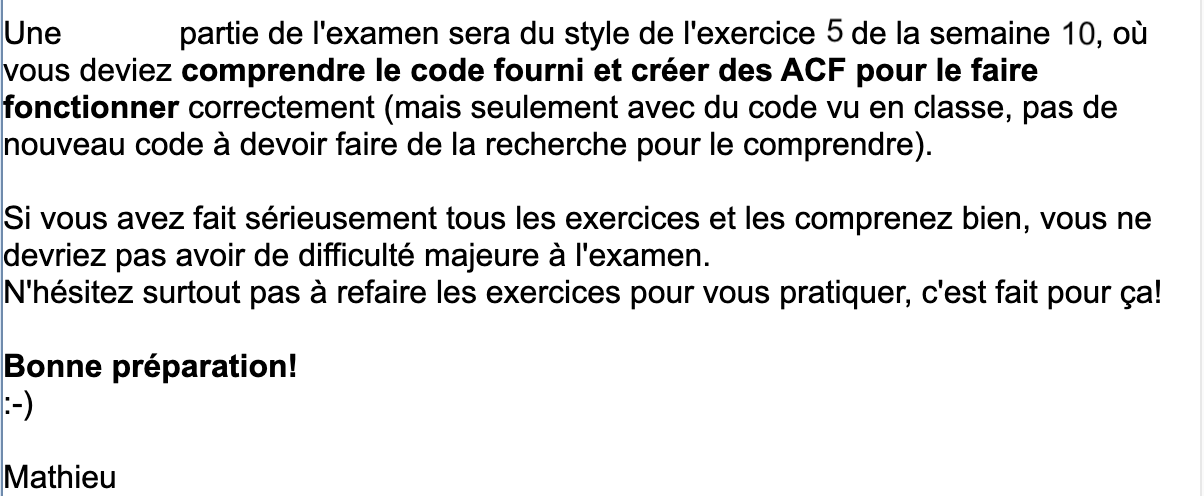 Une partie de l'examen sera du style de l'exercice 5 de la semaine 10, où
vous deviez comprendre le code fourni et créer des ACF pour le faire
fonctionner correctement (mais seulement avec du code vu en classe, pas de
nouveau code à devoir faire de la recherche pour le comprendre).
Si vous avez fait sérieusement tous les exercices et les comprenez bien, vous ne
devriez pas avoir de difficulté majeure à l'examen.
N'hésitez surtout pas à refaire les exercices pour vous pratiquer, c'est fait pour ça!
Bonne préparation!
:-)
Mathieu